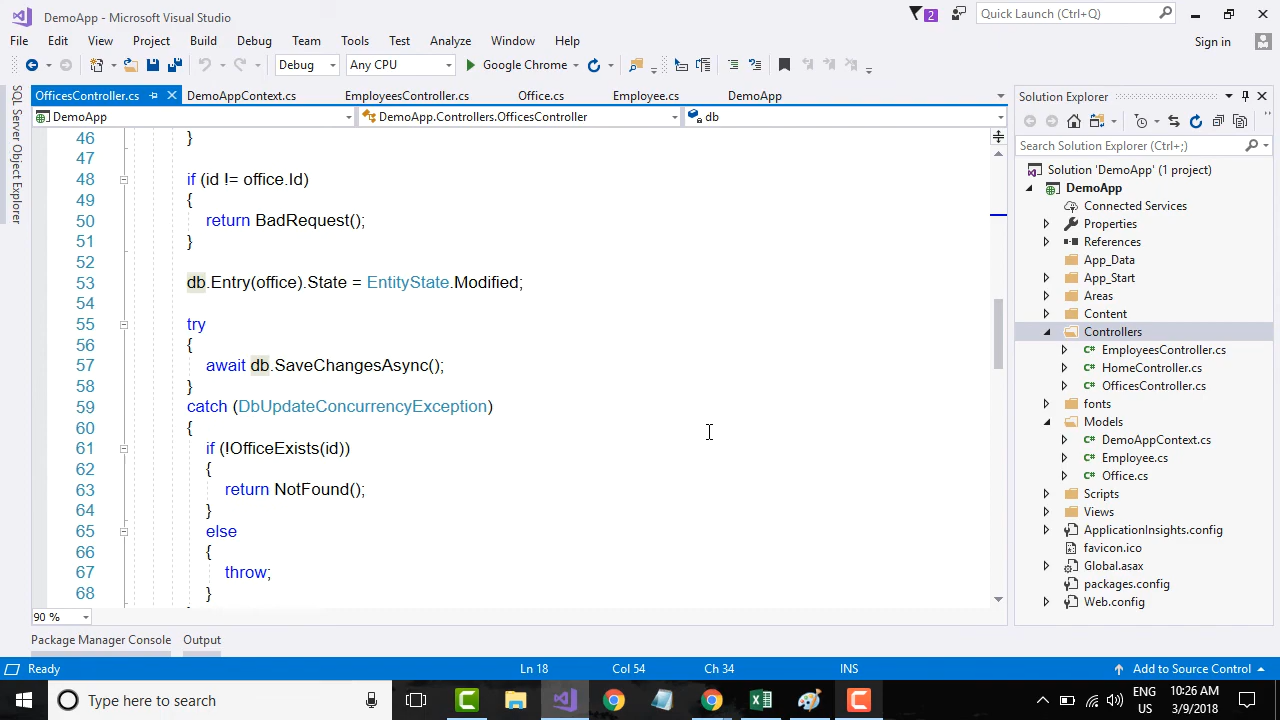 DemoApp - Microsoft Visual Studio
2
Quick Launch (Ctrl+Q)
File Edit View Project Build Debug Team Tools Test Analyze Window Help
Sign in
Debug Any CPU Google Chrome
SQL Server Object Explorer
OfficesController.cs DemoAppContext.cs EmployeesController.cs Office.cs Employee.cs DemoApp
DemoApp DemoApp.Controllers.OfficesController db
46 }
47
48 if (id != office.Id)
49 {
50 return BadRequest();
51 }
52
53 db.Entry(office).State = EntityState.Modified;
54
55 try
56 {
57 await db.SaveChangesAsync();
58 }
59 catch (DbUpdateConcurrencyException)
60 {
61 if (!OfficeExists(id))
62 {
63 return NotFound();
64 }
65 else
66 {
67 throw;
68 }
90 %
Solution Explorer
Search Solution Explorer (Ctrl+;)
Solution 'DemoApp' (1 project)
DemoApp
Connected Services
Properties
References
App_Data
App_Start
Areas
Content
Controllers
EmployeesController.cs
HomeController.cs
OfficesController.cs
fonts
Models
DemoAppContext.cs
Employee.cs
Office.cs
Scripts
Views
ApplicationInsights.config
favicon.ico
Global.asax
packages.config
Web.config
Package Manager Console Output
Ready Ln 18 Col 54 Ch 34 INS Add to Source Control
Type here to search
ENG
US
10:26 AM
3/9/2018